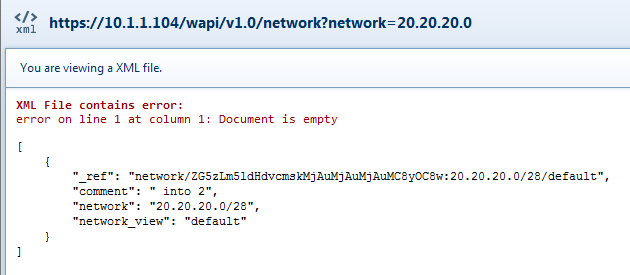 </>
xml
https://10.1.1.104/wapi/v1.0/network?network=20.20.20.0
You are viewing a XML file.
XML File contains error:
error on line 1 at column 1: Document is empty
[
{
"_ref": "network/ZG5zLm5ldHdvcmskMjAuMjAuMjAuMC8yOC8w:20.20.20.0/28/default",
"comment": " into 2",
"network": "20.20.20.0/28",
"network_view": "default"
}
]